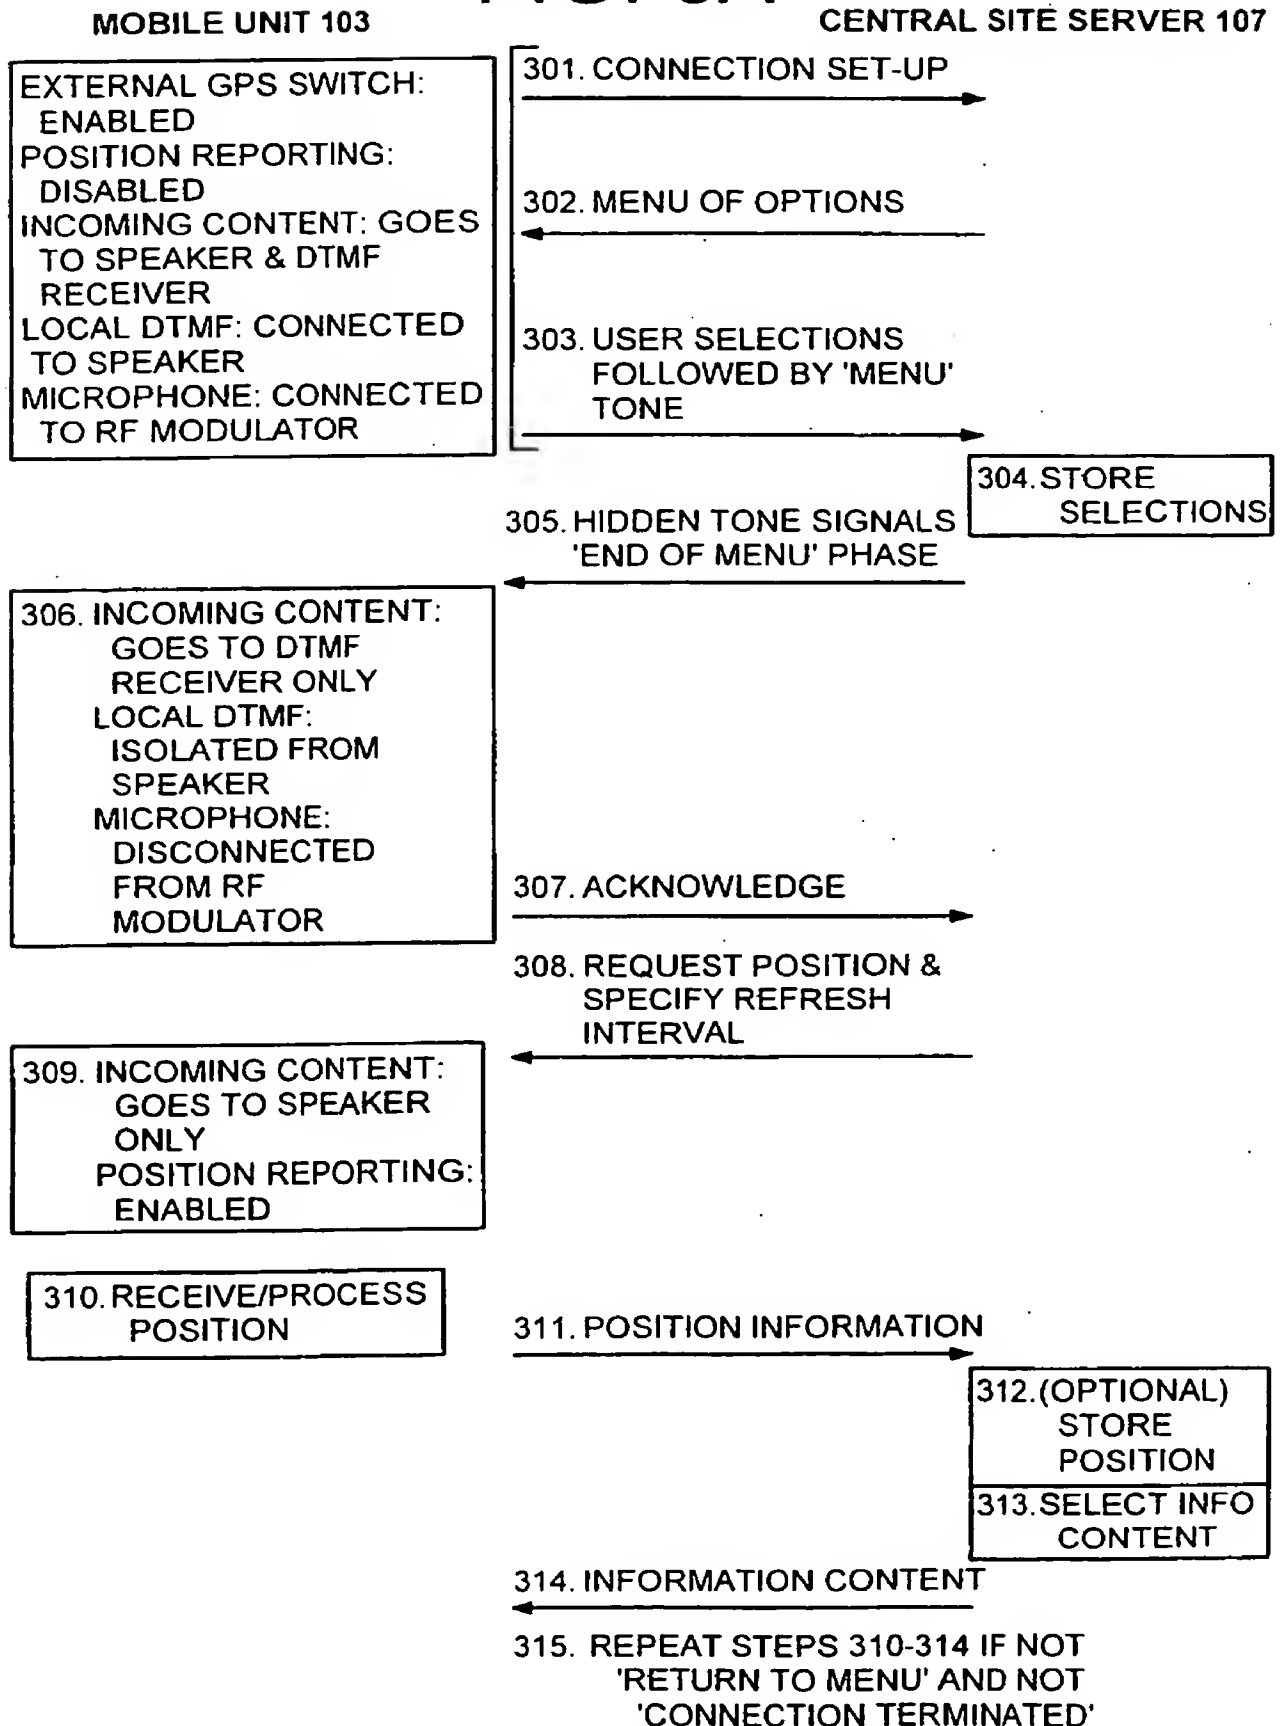 MOBILE UNIT 103
CENTRAL SITE SERVER 107
EXTERNAL GPS SWITCH:
ENABLED
POSITION REPORTING:
DISABLED
INCOMING CONTENT: GOES
TO SPEAKER & DTMF
RECEIVER
LOCAL DTMF: CONNECTED
TO SPEAKER
MICROPHONE: CONNECTED
TO RF MODULATOR
301. CONNECTION SET-UP
302. MENU OF OPTIONS
303. USER SELECTIONS
FOLLOWED BY 'MENU'
TONE
304. STORE
SELECTIONS
305. HIDDEN TONE SIGNALS
'END OF MENU' PHASE
306. INCOMING CONTENT:
GOES TO DTMF
RECEIVER ONLY
LOCAL DTMF:
ISOLATED FROM
SPEAKER
MICROPHONE:
DISCONNECTED
FROM RF
MODULATOR
307. ACKNOWLEDGE
308. REQUEST POSITION &
SPECIFY REFRESH
INTERVAL
309. INCOMING CONTENT:
GOES TO SPEAKER
ONLY
POSITION REPORTING:
ENABLED
310. RECEIVE/PROCESS
POSITION
311. POSITION INFORMATION
312. (OPTIONAL)
STORE
POSITION
313. SELECT INFO
CONTENT
314. INFORMATION CONTENT
315. REPEAT STEPS 310-314 IF NOT
'RETURN TO MENU' AND NOT
'CONNECTION TERMINATED'